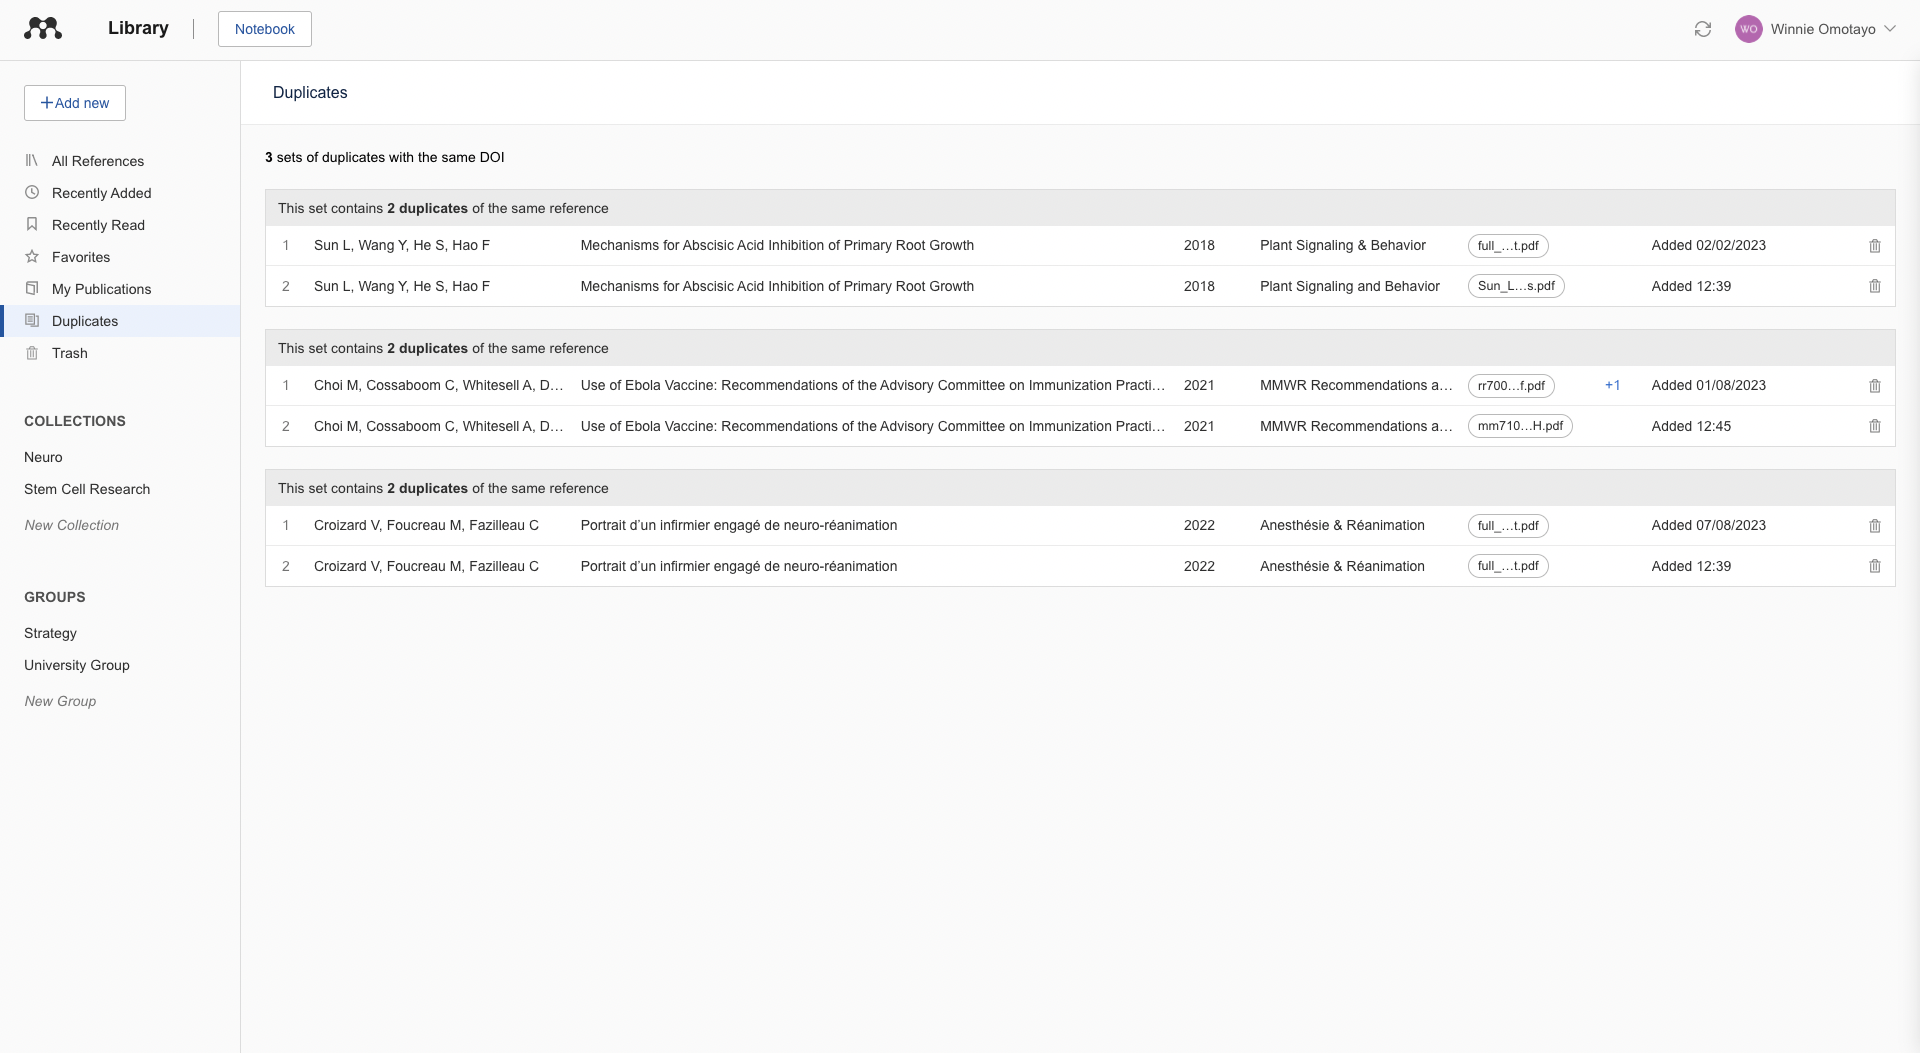 Library
Notebook
WO
Winnie Omotayo
Add new
All References
Recently Added
Recently Read
Favorites
My Publications
Duplicates
Trash
COLLECTIONS
Neuro
Stem Cell Research
New Collection
GROUPS
Strategy
University Group
New Group
Duplicates
3 sets of duplicates with the same DOI
This set contains 2 duplicates of the same reference
1 Sun L, Wang Y, He S, Hao F Mechanisms for Abscisic Acid Inhibition of Primary Root Growth 2018 Plant Signaling & Behavior full_…t.pdf Added 02/02/2023
2 Sun L, Wang Y, He S, Hao F Mechanisms for Abscisic Acid Inhibition of Primary Root Growth 2018 Plant Signaling and Behavior Sun_L…s.pdf Added 12:39
This set contains 2 duplicates of the same reference
1 Choi M, Cossaboom C, Whitesell A, D… Use of Ebola Vaccine: Recommendations of the Advisory Committee on Immunization Practi… 2021 MMWR Recommendations a… rr700…f.pdf +1 Added 01/08/2023
2 Choi M, Cossaboom C, Whitesell A, D… Use of Ebola Vaccine: Recommendations of the Advisory Committee on Immunization Practi… 2021 MMWR Recommendations a… mm710…H.pdf Added 12:45
This set contains 2 duplicates of the same reference
1 Croizard V, Foucreau M, Fazilleau C Portrait d’un infirmier engagé de neuro-réanimation 2022 Anesthésie & Réanimation full_…t.pdf Added 07/08/2023
2 Croizard V, Foucreau M, Fazilleau C Portrait d’un infirmier engagé de neuro-réanimation 2022 Anesthésie & Réanimation full_…t.pdf Added 12:39